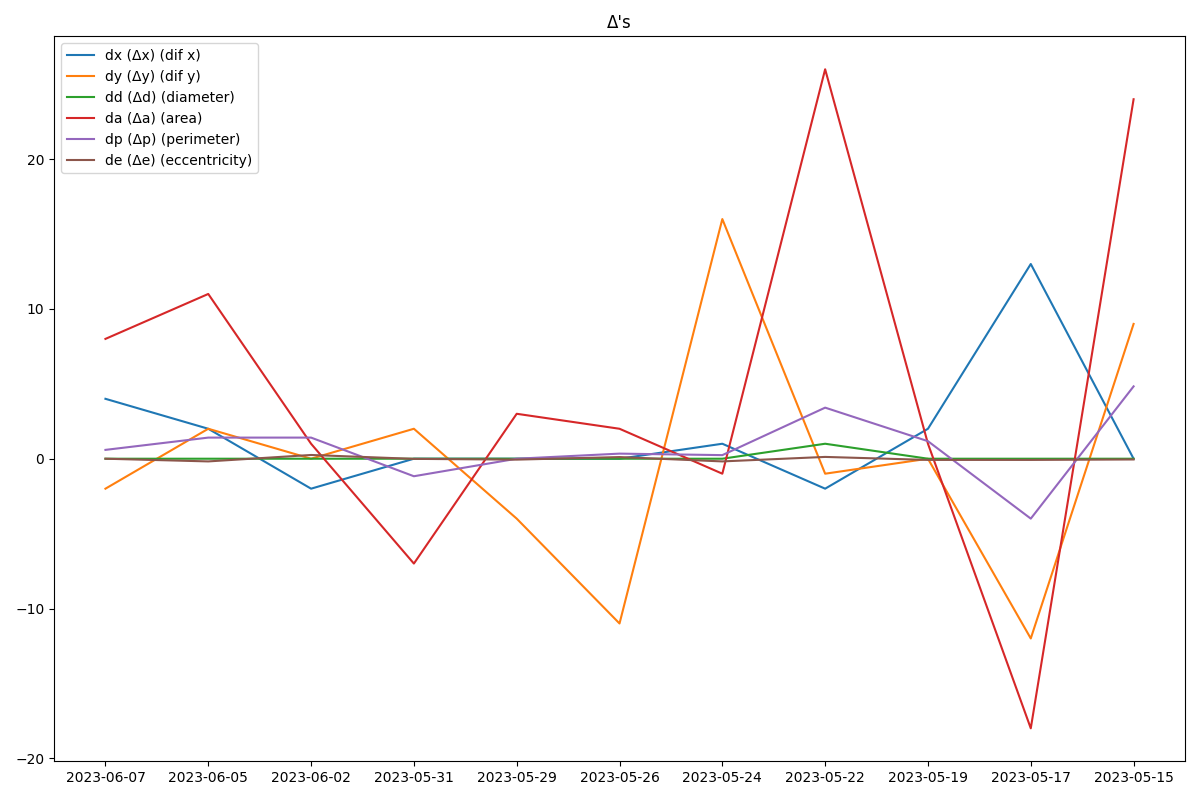 Δ's
dx (Δx) (dif x)
dy (Δy) (dif y)
dd (Δd) (diameter)
da (Δa) (area)
dp (Δp) (perimeter)
de (Δe) (eccentricity)
20
10
0
−10
−20
2023-06-07 2023-06-05 2023-06-02 2023-05-31 2023-05-29 2023-05-26 2023-05-24 2023-05-22 2023-05-19 2023-05-17 2023-05-15